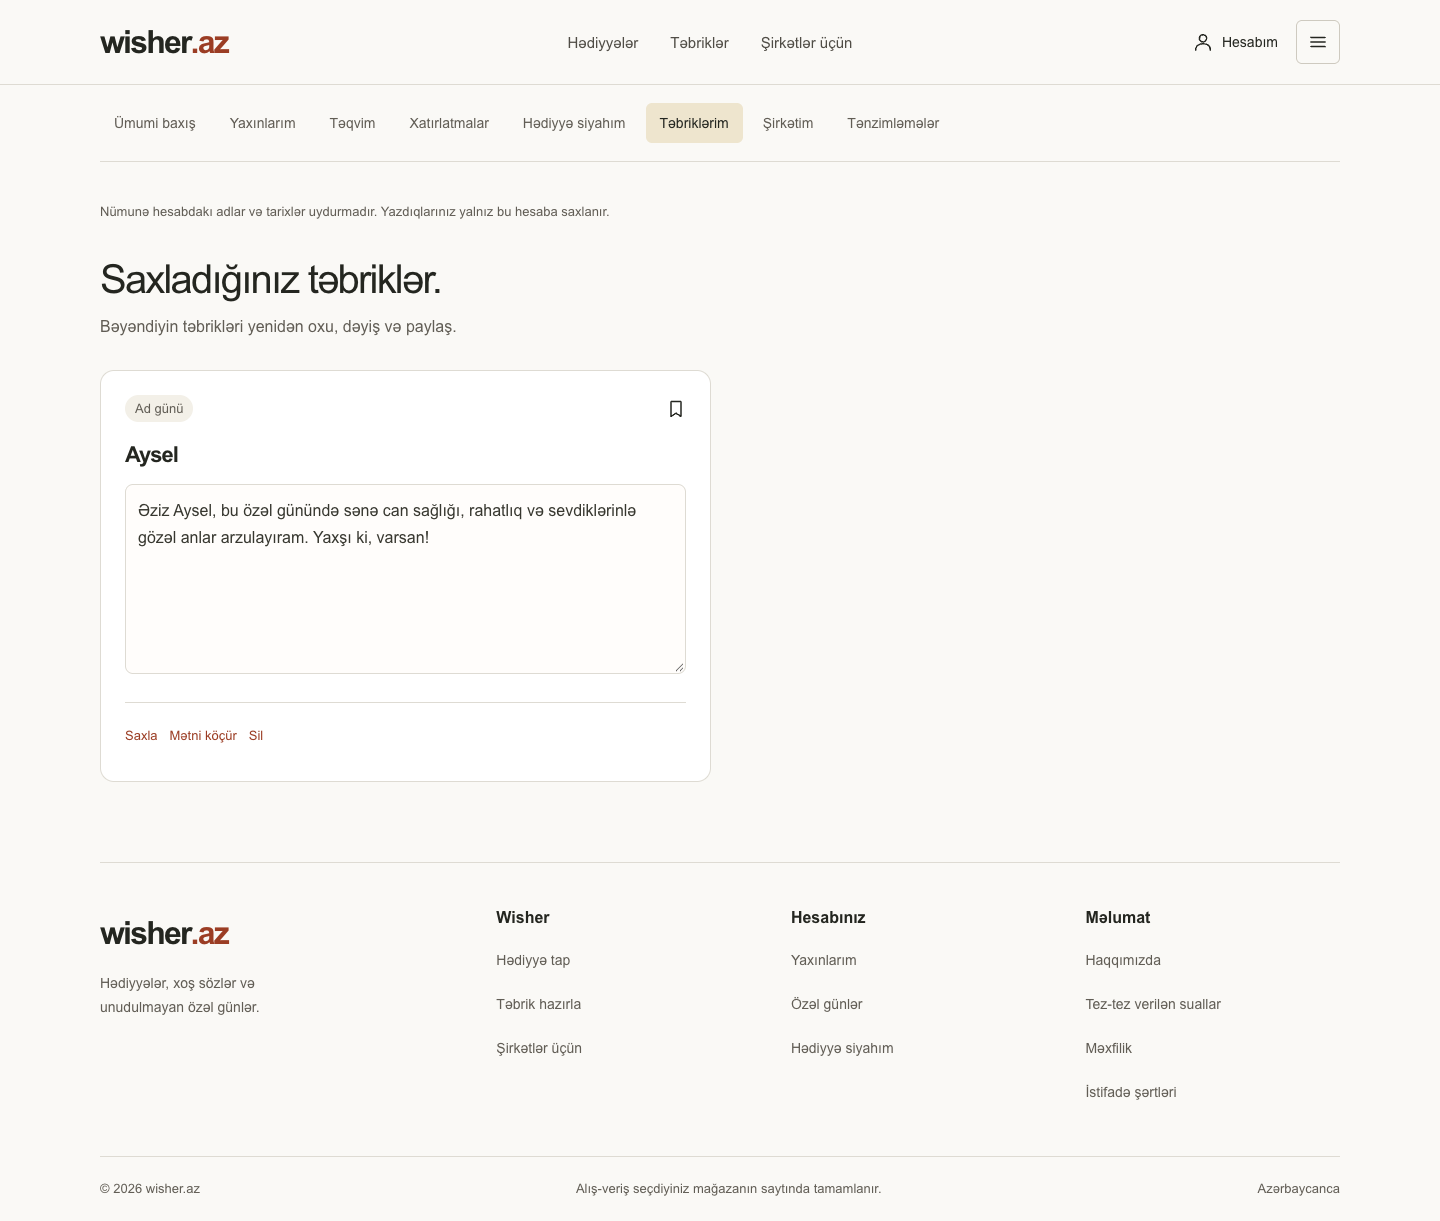 wisher.az
Hədiyyələr Təbriklər Şirkətlər üçün
Hesabım
Ümumi baxış Yaxınlarım Təqvim Xatırlatmalar Hədiyyə siyahım Təbriklərim Şirkətim Tənzimləmələr
Nümunə hesabdakı adlar və tarixlər uydurmadır. Yazdıqlarınız yalnız bu hesaba saxlanır.
Saxladığınız təbriklər.
Bəyəndiyin təbrikləri yenidən oxu, dəyiş və paylaş.
Ad günü
Aysel
Əziz Aysel, bu özəl günündə sənə can sağlığı, rahatlıq və sevdiklərinlə
gözəl anlar arzulayıram. Yaxşı ki, varsan!
Saxla Mətni köçür Sil
wisher.az
Hədiyyələr, xoş sözlər və
unudulmayan özəl günlər.
Wisher
Hədiyyə tap
Təbrik hazırla
Şirkətlər üçün
Hesabınız
Yaxınlarım
Özəl günlər
Hədiyyə siyahım
Məlumat
Haqqımızda
Tez-tez verilən suallar
Məxfilik
İstifadə şərtləri
© 2026 wisher.az
Alış-veriş seçdiyiniz mağazanın saytında tamamlanır.
Azərbaycanca